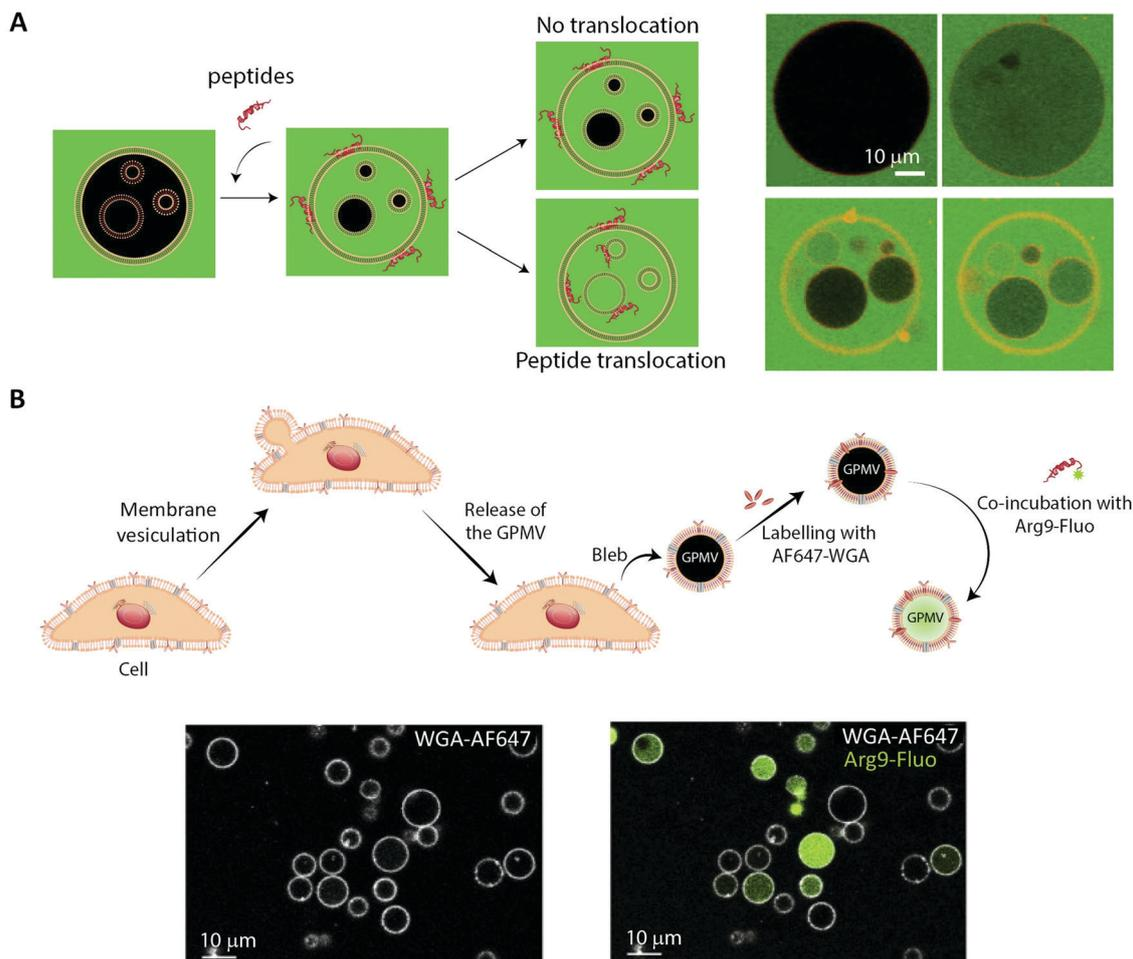 A
peptides
No translocation
Peptide translocation
10 µm
B
Membrane
vesiculation
Cell
Release of
the GPMV
Bleb
GPMV
Labelling with
AF647-WGA
GPMV
Co-incubation with
Arg9-Fluo
GPMV
WGA-AF647
10 µm
WGA-AF647
Arg9-Fluo
10 µm